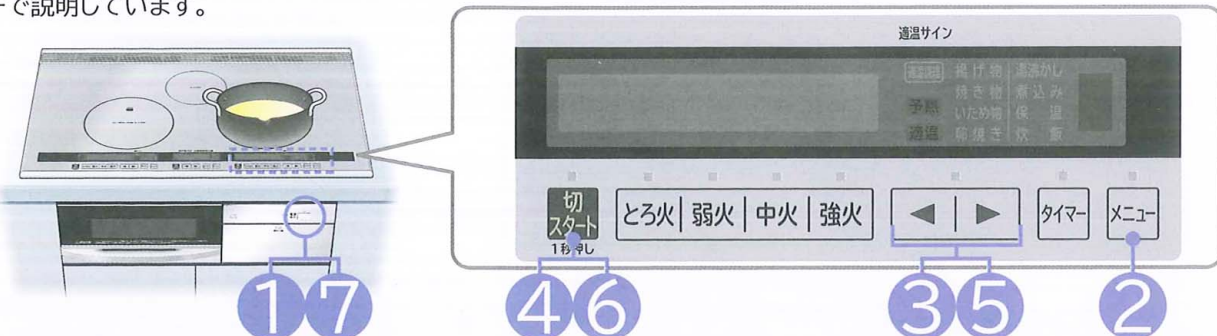 ーで説明しています。
適温サイン
揚げ物 湯沸かし
焼き物 煮込み
予熱 いため物 保温
適温 卵焼き 炊飯
切
スタート
1秒押し
とろ火 弱火 中火 強火
◀ ▶
タイマー
メニュー
1 7
4 6
3 5
2